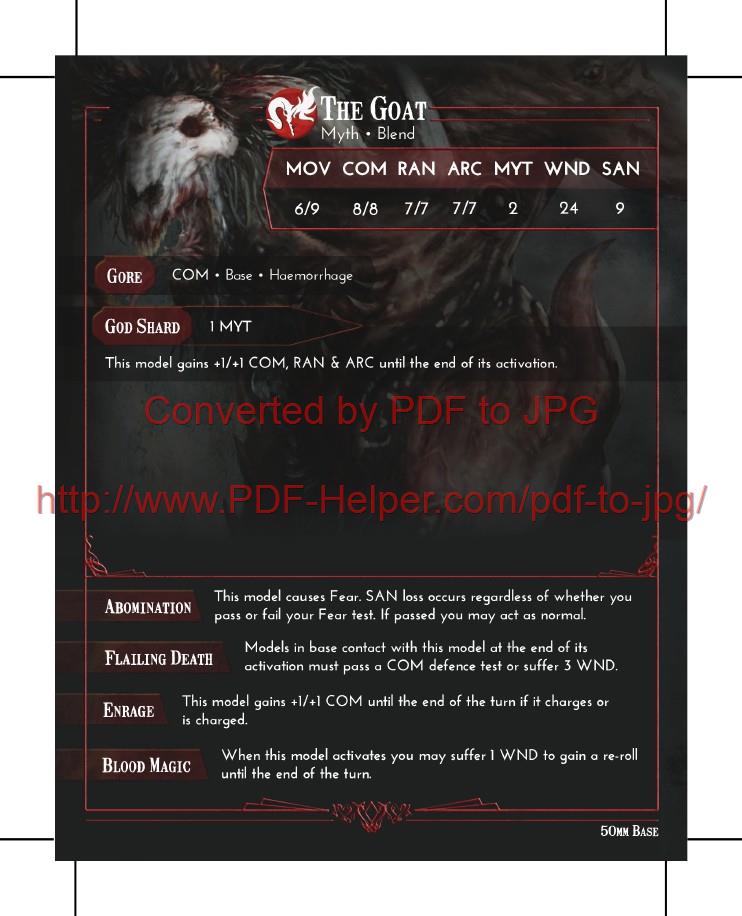 The Goat
Myth • Blend
MOV COM RAN ARC MYT WND SAN
6/9 8/8 7/7 7/7 2 24 9
Gore COM • Base • Haemorrhage
God Shard 1 MYT
This model gains +1/+1 COM, RAN & ARC until the end of its activation.
Converted by PDF to JPG
http://www.PDF-Helper.com/pdf-to-jpg/
Abomination
This model causes Fear. SAN loss occurs regardless of whether you
pass or fail your Fear test. If passed you may act as normal.
Flailing Death
Models in base contact with this model at the end of its
activation must pass a COM defence test or suffer 3 WND.
Enrage
This model gains +1/+1 COM until the end of the turn if it charges or
is charged.
Blood Magic
When this model activates you may suffer 1 WND to gain a re-roll
until the end of the turn.
50mm Base